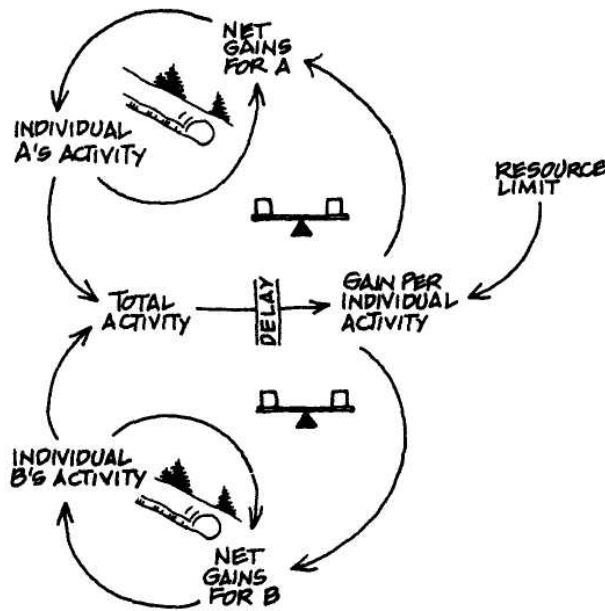 NET
GAINS
FOR A
INDIVIDUAL
A'S ACTIVITY
RESOURCE
LIMIT
TOTAL
ACTIVITY
DELAY
GAIN PER
INDIVIDUAL
ACTIVITY
INDIVIDUAL
B'S ACTIVITY
NET
GAINS
FOR B